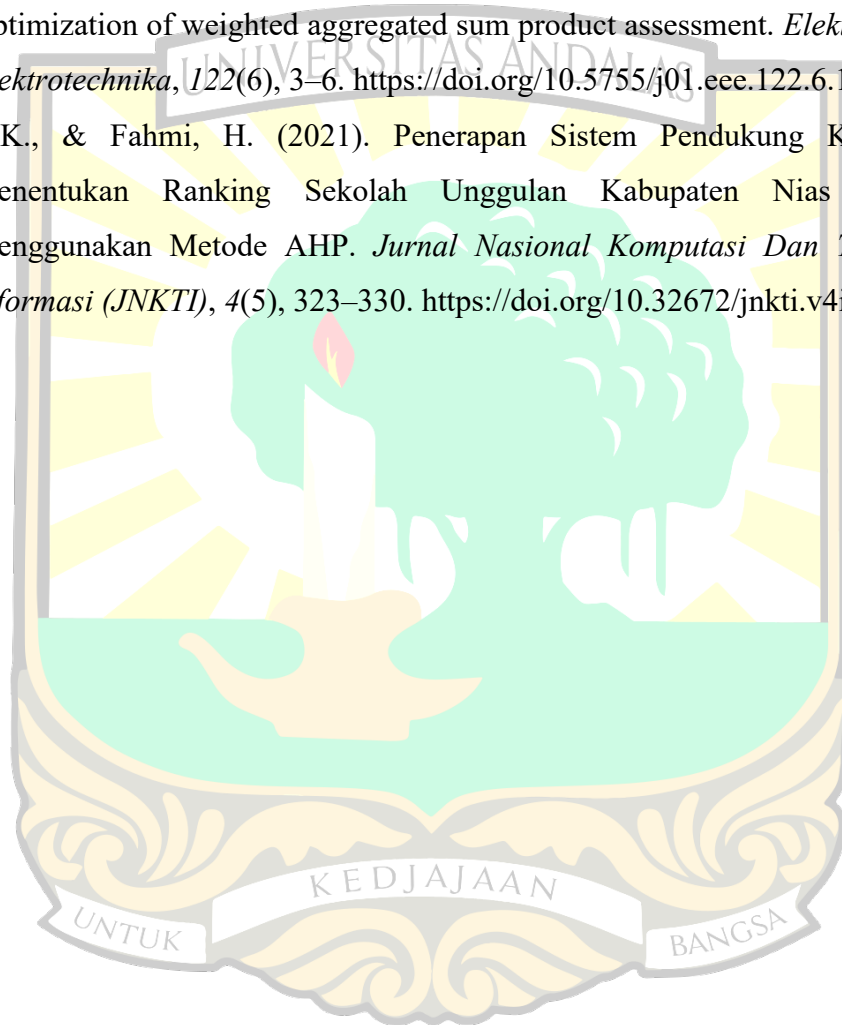 ptimization of weighted aggregated sum product assessment. Elek
ektrotechnika, 122(6), 3–6. https://doi.org/10.5755/j01.eee.122.6.1
UNIVERSITAS ANDALAS
K., & Fahmi, H. (2021). Penerapan Sistem Pendukung K
enentukan Ranking Sekolah Unggulan Kabupaten Nias
enggunakan Metode AHP. Jurnal Nasional Komputasi Dan T
formasi (JNKTI), 4(5), 323–330. https://doi.org/10.32672/jnkti.v4i
KEDJAJAAN
UNTUK
BANGSA